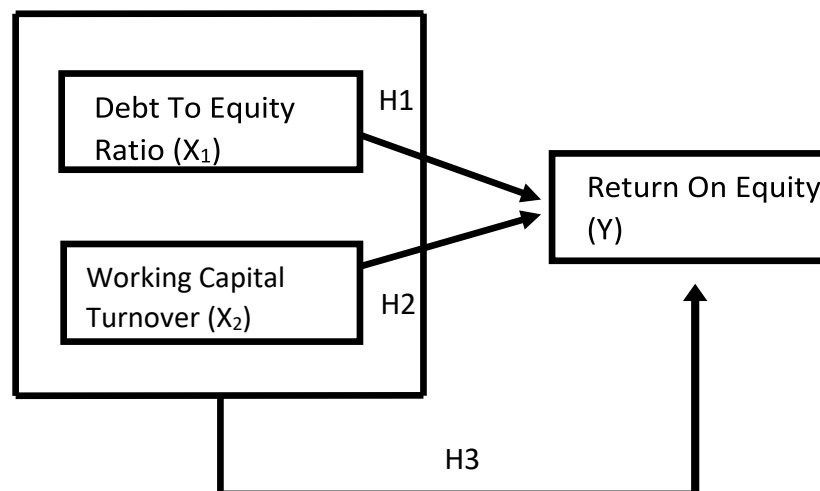 Debt To Equity
Ratio (X₁)
H1
Return On Equity
(Y)
Working Capital
Turnover (X₂)
H2
H3